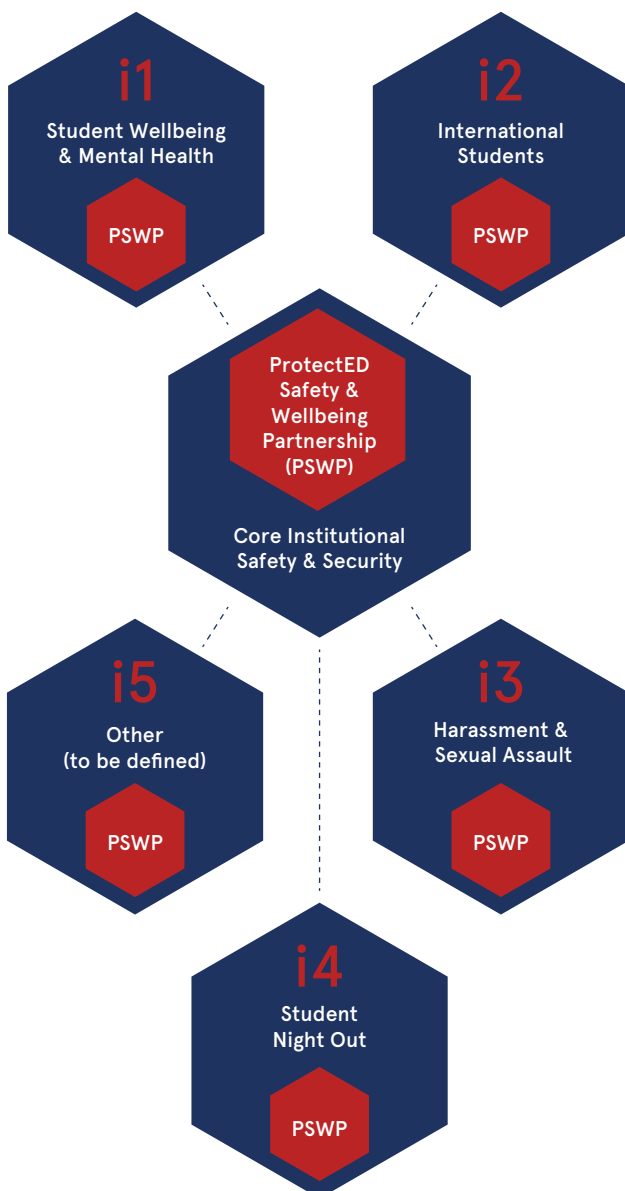 i1
Student Wellbeing
& Mental Health
PSWP
i2
International
Students
PSWP
ProtectED
Safety &
Wellbeing
Partnership
(PSWP)
Core Institutional
Safety & Security
i5
Other
(to be defined)
PSWP
i3
Harassment &
Sexual Assault
PSWP
i4
Student
Night Out
PSWP